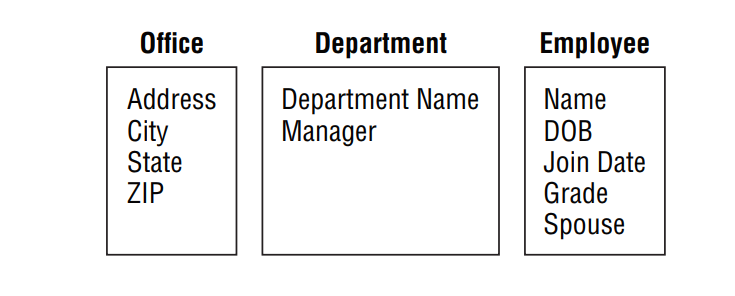 Office
Address
City
State
ZIP
Department
Department Name
Manager
Employee
Name
DOB
Join Date
Grade
Spouse